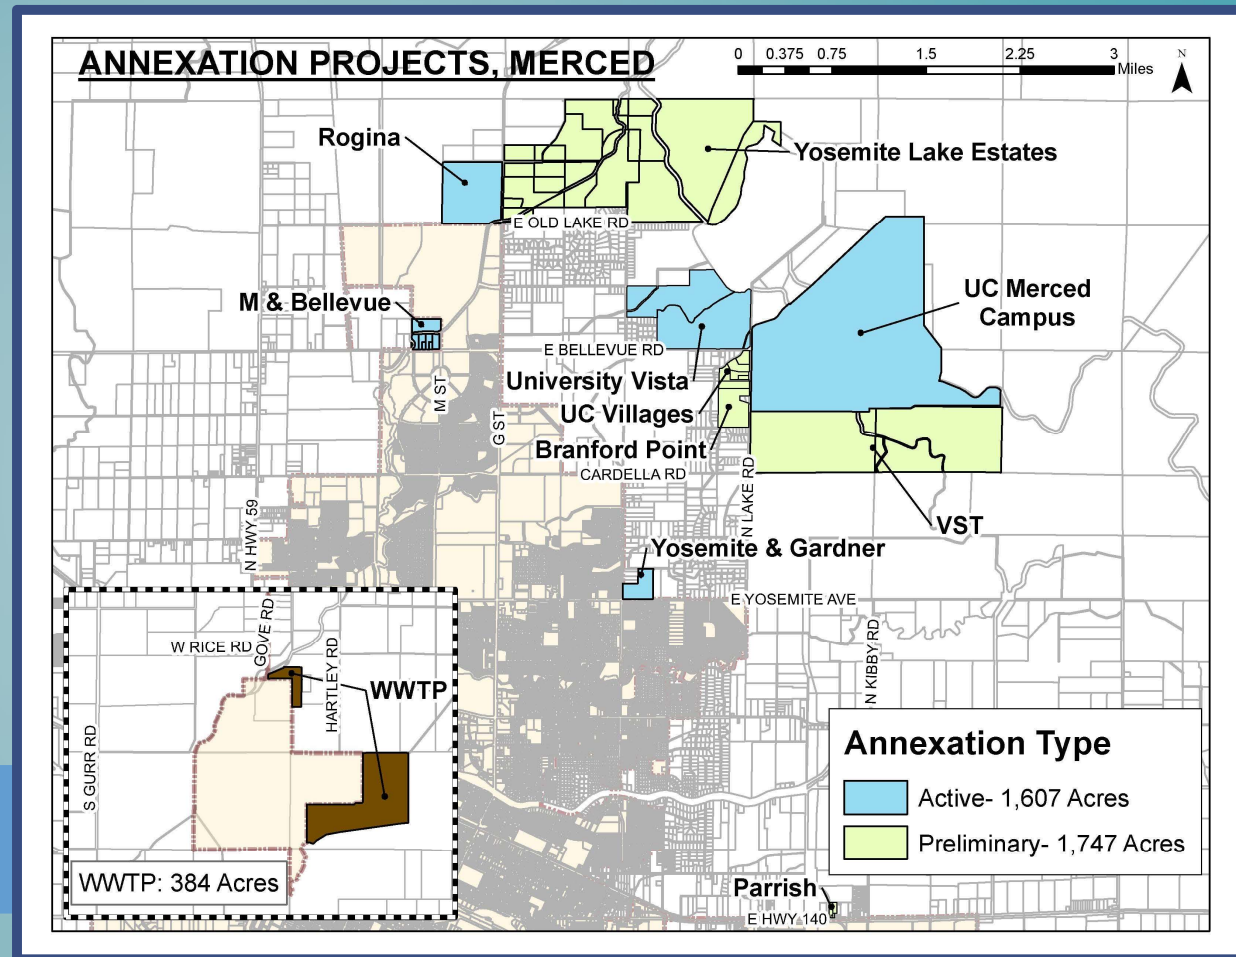 ANNEXATION PROJECTS, MERCED
0 0.375 0.75 1.5 2.25 3
Miles
N
Rogina
Yosemite Lake Estates
E OLD LAKE RD
M & Bellevue
UC Merced
Campus
E BELLEVUE RD
University Vista
M ST
UC Villages
G ST
Branford Point
CARDELLA RD
N LAKE RD
N HWY 59
VST
Yosemite & Gardner
E YOSEMITE AVE
N KIBBY RD
W RICE RD
GOVE RD
HARTLEY RD
WWTP
S GURR RD
WWTP: 384 Acres
Annexation Type
Active- 1,607 Acres
Preliminary- 1,747 Acres
Parrish
E HWY 140